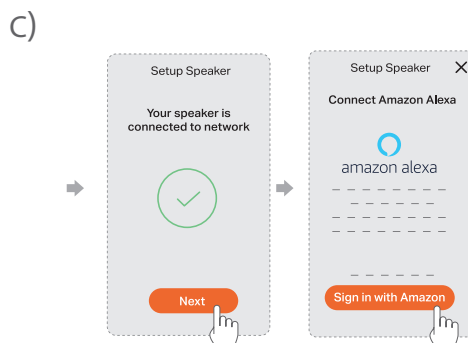 c)
Setup Speaker
Your speaker is
connected to network
Next
Setup Speaker
Connect Amazon Alexa
amazon alexa
Sign in with Amazon